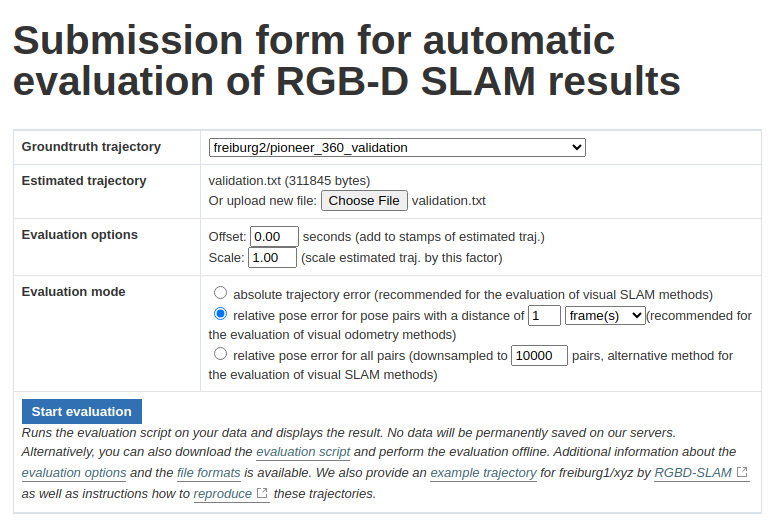 Submission form for automatic
evaluation of RGB-D SLAM results
Groundtruth trajectory
freiburg2/pioneer_360_validation
Estimated trajectory
validation.txt (311845 bytes)
Or upload new file: Choose File validation.txt
Evaluation options
Offset: 0.00 seconds (add to stamps of estimated traj.)
Scale: 1.00 (scale estimated traj. by this factor)
Evaluation mode
absolute trajectory error (recommended for the evaluation of visual SLAM methods)
relative pose error for pose pairs with a distance of 1 frame(s) (recommended for
the evaluation of visual odometry methods)
relative pose error for all pairs (downsampled to 10000 pairs, alternative method for
the evaluation of visual SLAM methods)
Start evaluation
Runs the evaluation script on your data and displays the result. No data will be permanently saved on our servers.
Alternatively, you can also download the evaluation script and perform the evaluation offline. Additional information about the
evaluation options and the file formats is available. We also provide an example trajectory for freiburg1/xyz by RGBD-SLAM
as well as instructions how to reproduce these trajectories.